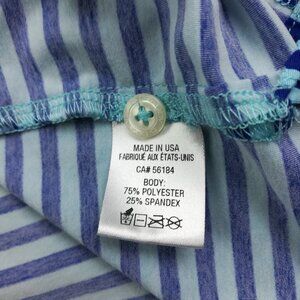 MADE IN USA
FABRIQUÉ AUX ÉTATS-UNIS
CA# 56184
BODY:
75% POLYESTER
25% SPANDEX